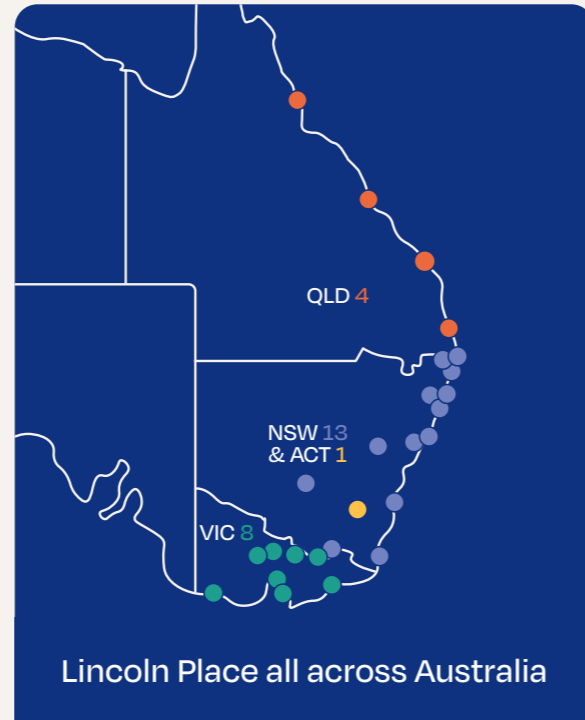 QLD 4
NSW 13
& ACT 1
VIC 8
Lincoln Place all across Australia